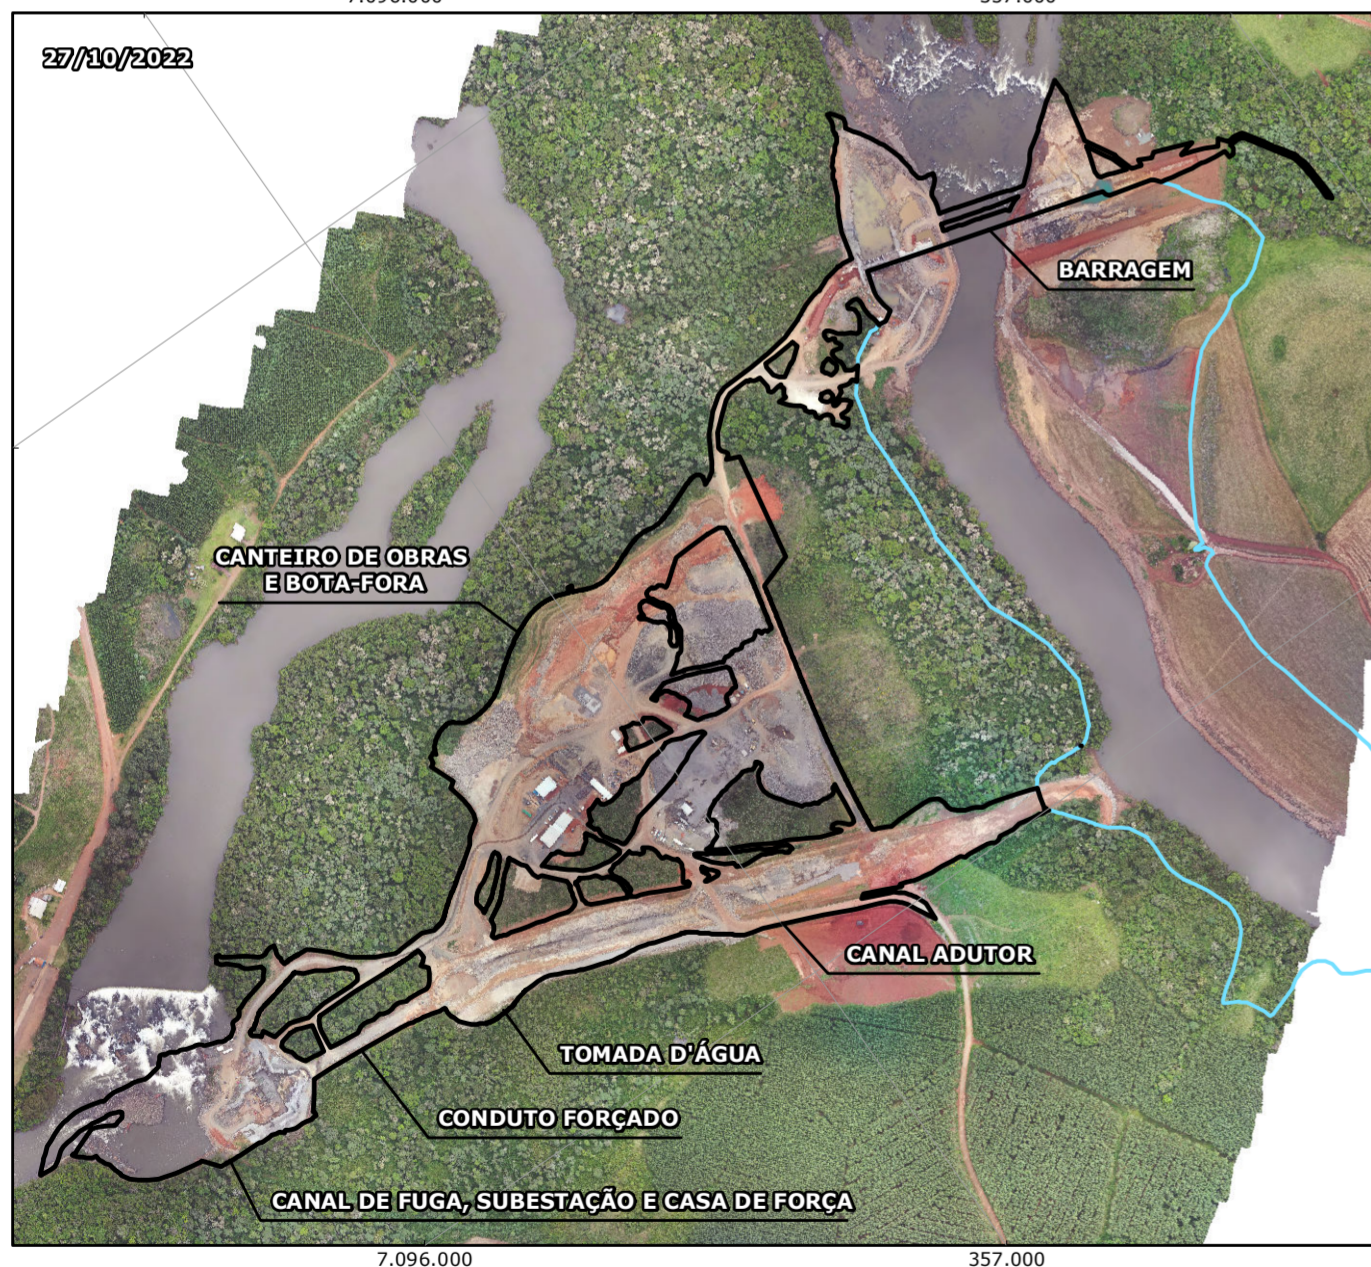 27/10/2022
BARRAGEM
CANTEIRO DE OBRAS
E BOTA-FORA
CANAL ADUTOR
TOMADA D'ÁGUA
CONDUTO FORÇADO
CANAL DE FUGA, SUBESTAÇÃO E CASA DE FORÇA
7.096.000
357.000